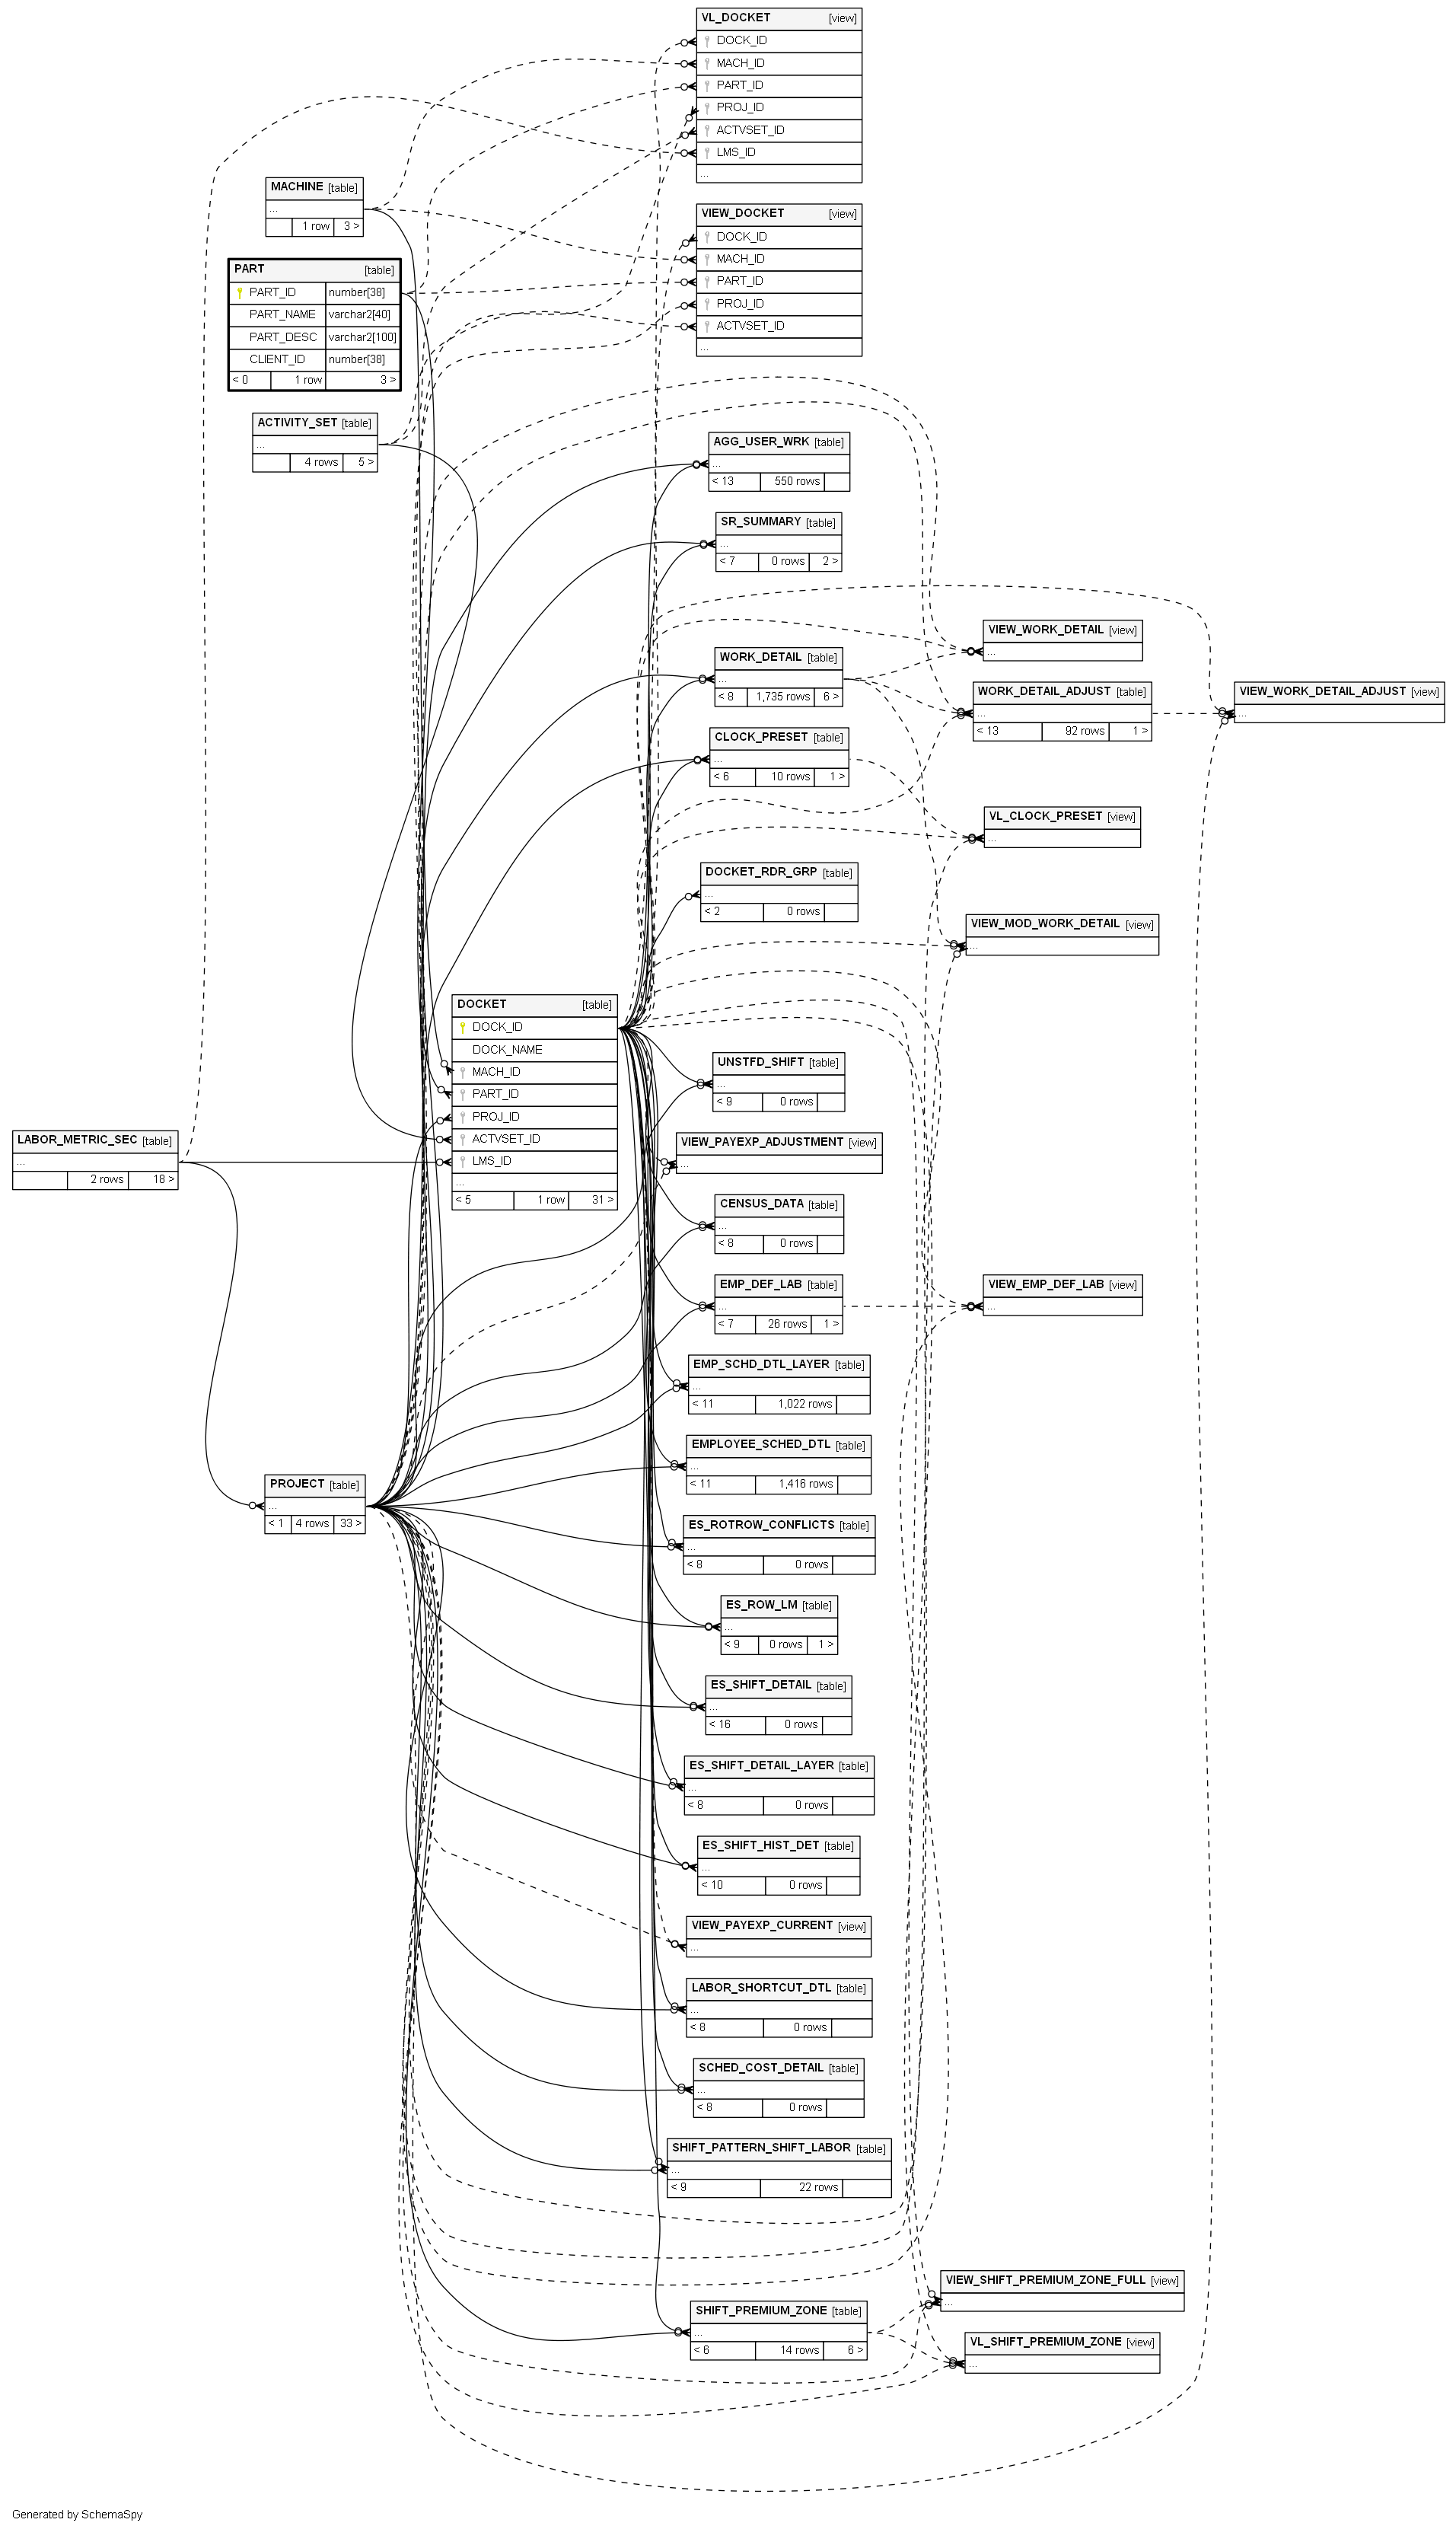 VL_DOCKET [view]
DOCK_ID
MACH_ID
PART_ID
PROJ_ID
ACTVSET_ID
LMS_ID
...
MACHINE [table]
...
1 row 3 >
VIEW_DOCKET [view]
DOCK_ID
MACH_ID
PART_ID
PROJ_ID
ACTVSET_ID
...
PART [table]
PART_ID number[38]
PART_NAME varchar2[40]
PART_DESC varchar2[100]
CLIENT_ID number[38]
< 0 1 row 3 >
ACTIVITY_SET [table]
...
4 rows 5 >
AGG_USER_WRK [table]
...
< 13 550 rows
SR_SUMMARY [table]
...
< 7 0 rows 2 >
VIEW_WORK_DETAIL [view]
...
WORK_DETAIL [table]
...
< 8 1,735 rows 6 >
WORK_DETAIL_ADJUST [table]
...
< 13 92 rows 1 >
VIEW_WORK_DETAIL_ADJUST [view]
...
CLOCK_PRESET [table]
...
< 6 10 rows 1 >
VL_CLOCK_PRESET [view]
...
DOCKET_RDR_GRP [table]
...
< 2 0 rows
VIEW_MOD_WORK_DETAIL [view]
...
DOCKET [table]
DOCK_ID
DOCK_NAME
MACH_ID
PART_ID
PROJ_ID
ACTVSET_ID
LMS_ID
...
< 5 1 row 31 >
UNSTFD_SHIFT [table]
...
< 9 0 rows
LABOR_METRIC_SEC [table]
...
2 rows 18 >
VIEW_PAYEXP_ADJUSTMENT [view]
...
CENSUS_DATA [table]
...
< 8 0 rows
EMP_DEF_LAB [table]
...
< 7 26 rows 1 >
VIEW_EMP_DEF_LAB [view]
...
EMP_SCHD_DTL_LAYER [table]
...
< 11 1,022 rows
EMPLOYEE_SCHED_DTL [table]
...
< 11 1,416 rows
PROJECT [table]
...
< 1 4 rows 33 >
ES_ROTROW_CONFLICTS [table]
...
< 8 0 rows
ES_ROW_LM [table]
...
< 9 0 rows 1 >
ES_SHIFT_DETAIL [table]
...
< 16 0 rows
ES_SHIFT_DETAIL_LAYER [table]
...
< 8 0 rows
ES_SHIFT_HIST_DET [table]
...
< 10 0 rows
VIEW_PAYEXP_CURRENT [view]
...
LABOR_SHORTCUT_DTL [table]
...
< 8 0 rows
SCHED_COST_DETAIL [table]
...
< 8 0 rows
SHIFT_PATTERN_SHIFT_LABOR [table]
...
< 9 22 rows
VIEW_SHIFT_PREMIUM_ZONE_FULL [view]
...
SHIFT_PREMIUM_ZONE [table]
...
< 6 14 rows 6 >
VL_SHIFT_PREMIUM_ZONE [view]
...
Generated by SchemaSpy